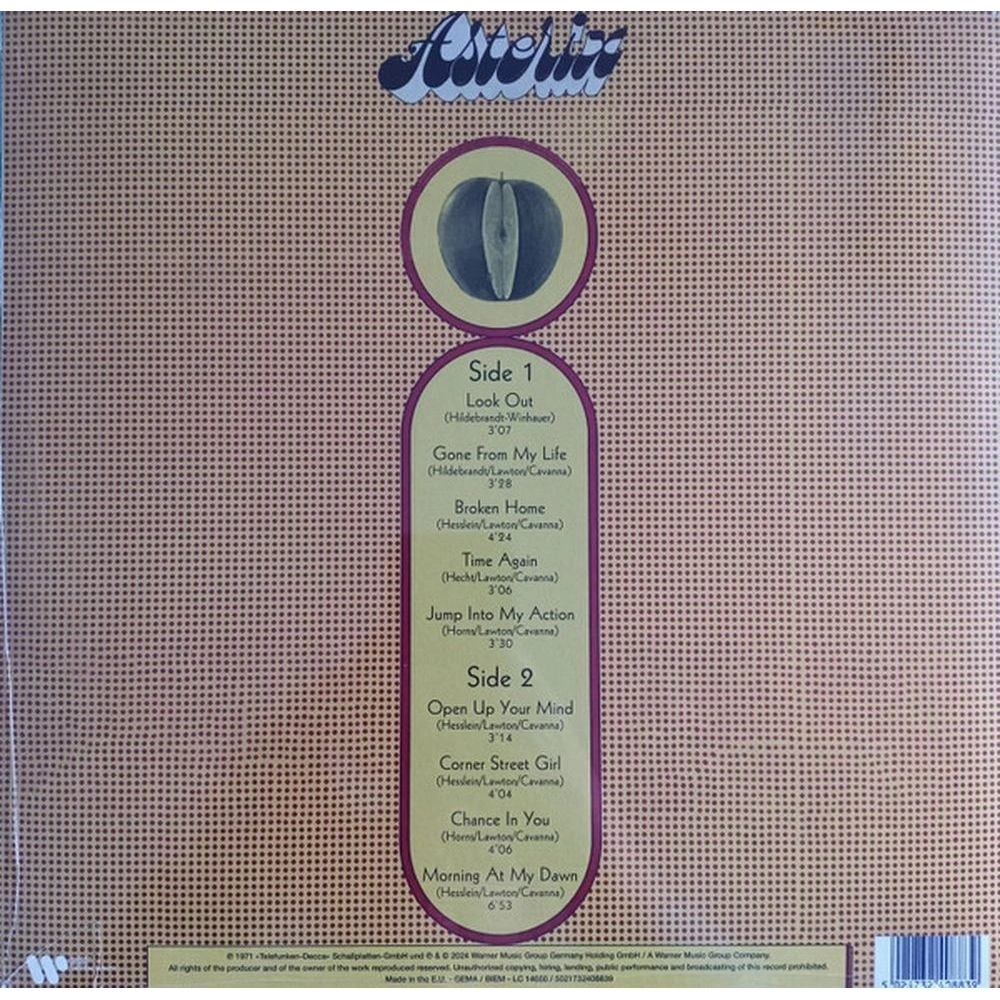 Asterix
Side 1
Look Out
(Hildebrandt-Winhauer)
3'07
Gone From My Life
(Hildebrandt/Lawton/Cavanna)
3'28
Broken Home
(Hesslein/Lawton/Cavanna)
4'24
Time Again
(Hecht/Lawton/Cavanna)
3'06
Jump Into My Action
(Horns/Lawton/Cavanna)
3'30
Side 2
Open Up Your Mind
(Hesslein/Lawton/Cavanna)
3'14
Corner Street Girl
(Hesslein/Lawton/Cavanna)
4'04
Chance In You
(Horns/Lawton/Cavanna)
4'06
Morning At My Dawn
(Hesslein/Lawton/Cavanna)
6'53
℗ 1971 »Telefunken-Decca« Schallplatten-GmbH und ℗ & © 2024 Warner Music Group Germany Holding GmbH / A Warner Music Group Company.
All rights of the producer and of the owner of the work reproduced reserved. Unauthorized copying, hiring, lending, public performance and broadcasting of this record prohibited.
Made in the E.U. - GEMA / BIEM - LC 14666 / 5021732408839
5 021732 408839